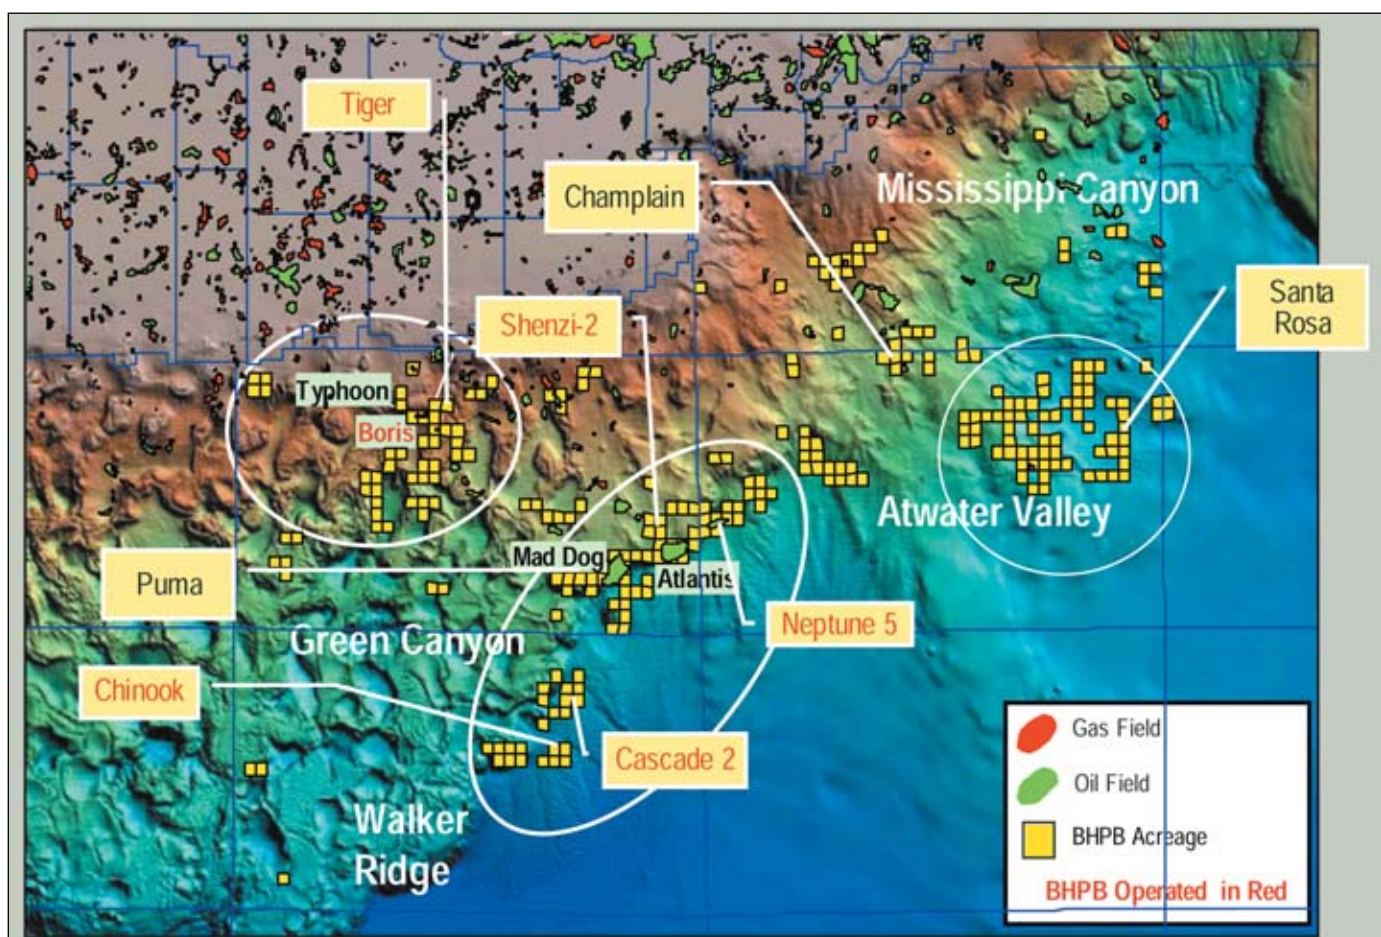 Tiger
Champlain
Mississippi Canyon
Santa
Rosa
Shenzi-2
Typhoon
Boris
Atwater Valley
Mad Dog
Puma
Atlantis
Neptune 5
Green Canyon
Chinook
Cascade 2
Walker
Ridge
Gas Field
Oil Field
BHPB Acreage
BHPB Operated in Red